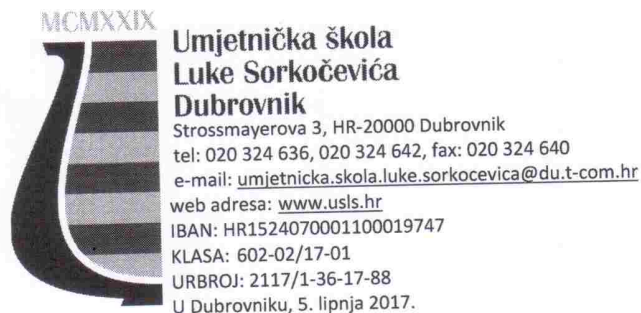 MCMXXIX
Umjetnička škola
Luke Sorkočevića
Dubrovnik
Strossmayerova 3, HR-20000 Dubrovnik
tel: 020 324 636, 020 324 642, fax: 020 324 640
e-mail: umjetnicka.skola.luke.sorkocevica@du.t-com.hr
web adresa: www.usls.hr
IBAN: HR1524070001100019747
KLASA: 602-02/17-01
URBROJ: 2117/1-36-17-88
U Dubrovniku, 5. lipnja 2017.